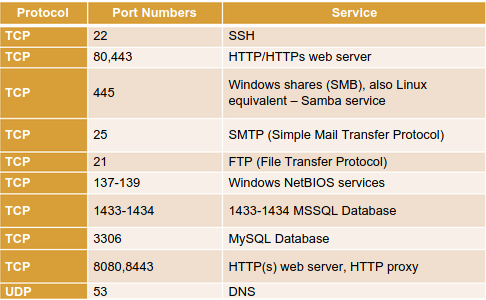 Protocol Port Numbers Service
TCP 22 SSH
TCP 80,443 HTTP/HTTPs web server
TCP 445 Windows shares (SMB), also Linux
equivalent – Samba service
TCP 25 SMTP (Simple Mail Transfer Protocol)
TCP 21 FTP (File Transfer Protocol)
TCP 137-139 Windows NetBIOS services
TCP 1433-1434 1433-1434 MSSQL Database
TCP 3306 MySQL Database
TCP 8080,8443 HTTP(s) web server, HTTP proxy
UDP 53 DNS